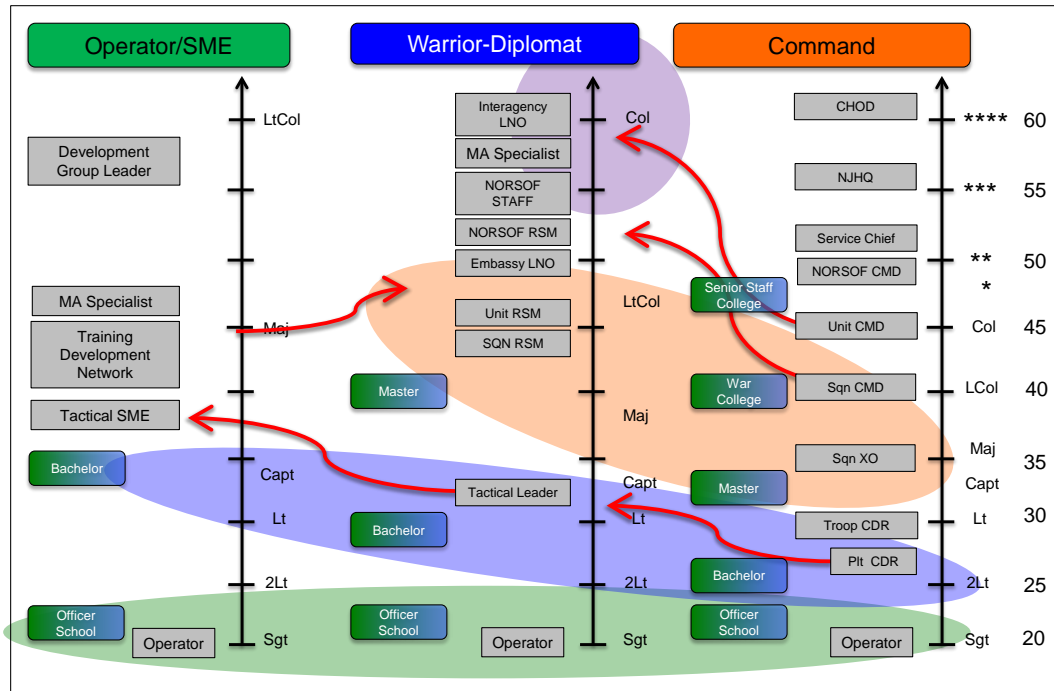 Operator/SME
Warrior-Diplomat
Command
LtCol
Development
Group Leader
MA Specialist
Training
Development
Network
Maj
Tactical SME
Bachelor
Capt
Lt
2Lt
Officer
School
Operator
Sgt
Interagency
LNO
Col
MA Specialist
NORSOF
STAFF
NORSOF RSM
Embassy LNO
LtCol
Unit RSM
SQN RSM
Master
Maj
Capt
Tactical Leader
Lt
Bachelor
2Lt
Officer
School
Operator
Sgt
CHOD
**** 60
NJHQ
*** 55
Service Chief
** 50
NORSOF CMD
*
Senior Staff
College
Unit CMD
Col 45
War
College
Sqn CMD
LCol 40
Maj
Sqn XO
35
Master
Capt
Troop CDR
Lt 30
Plt CDR
Bachelor
2Lt 25
Officer
School
Operator
Sgt 20